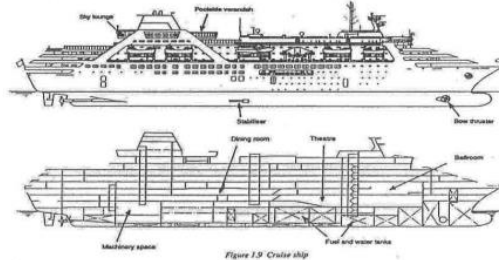 Sky lounge
Poolside verandah
Stabiliser
Bow thruster
Dining room
Theatre
Ballroom
Machinery space
Fuel and water tanks
Figure 1.9 Cruise ship